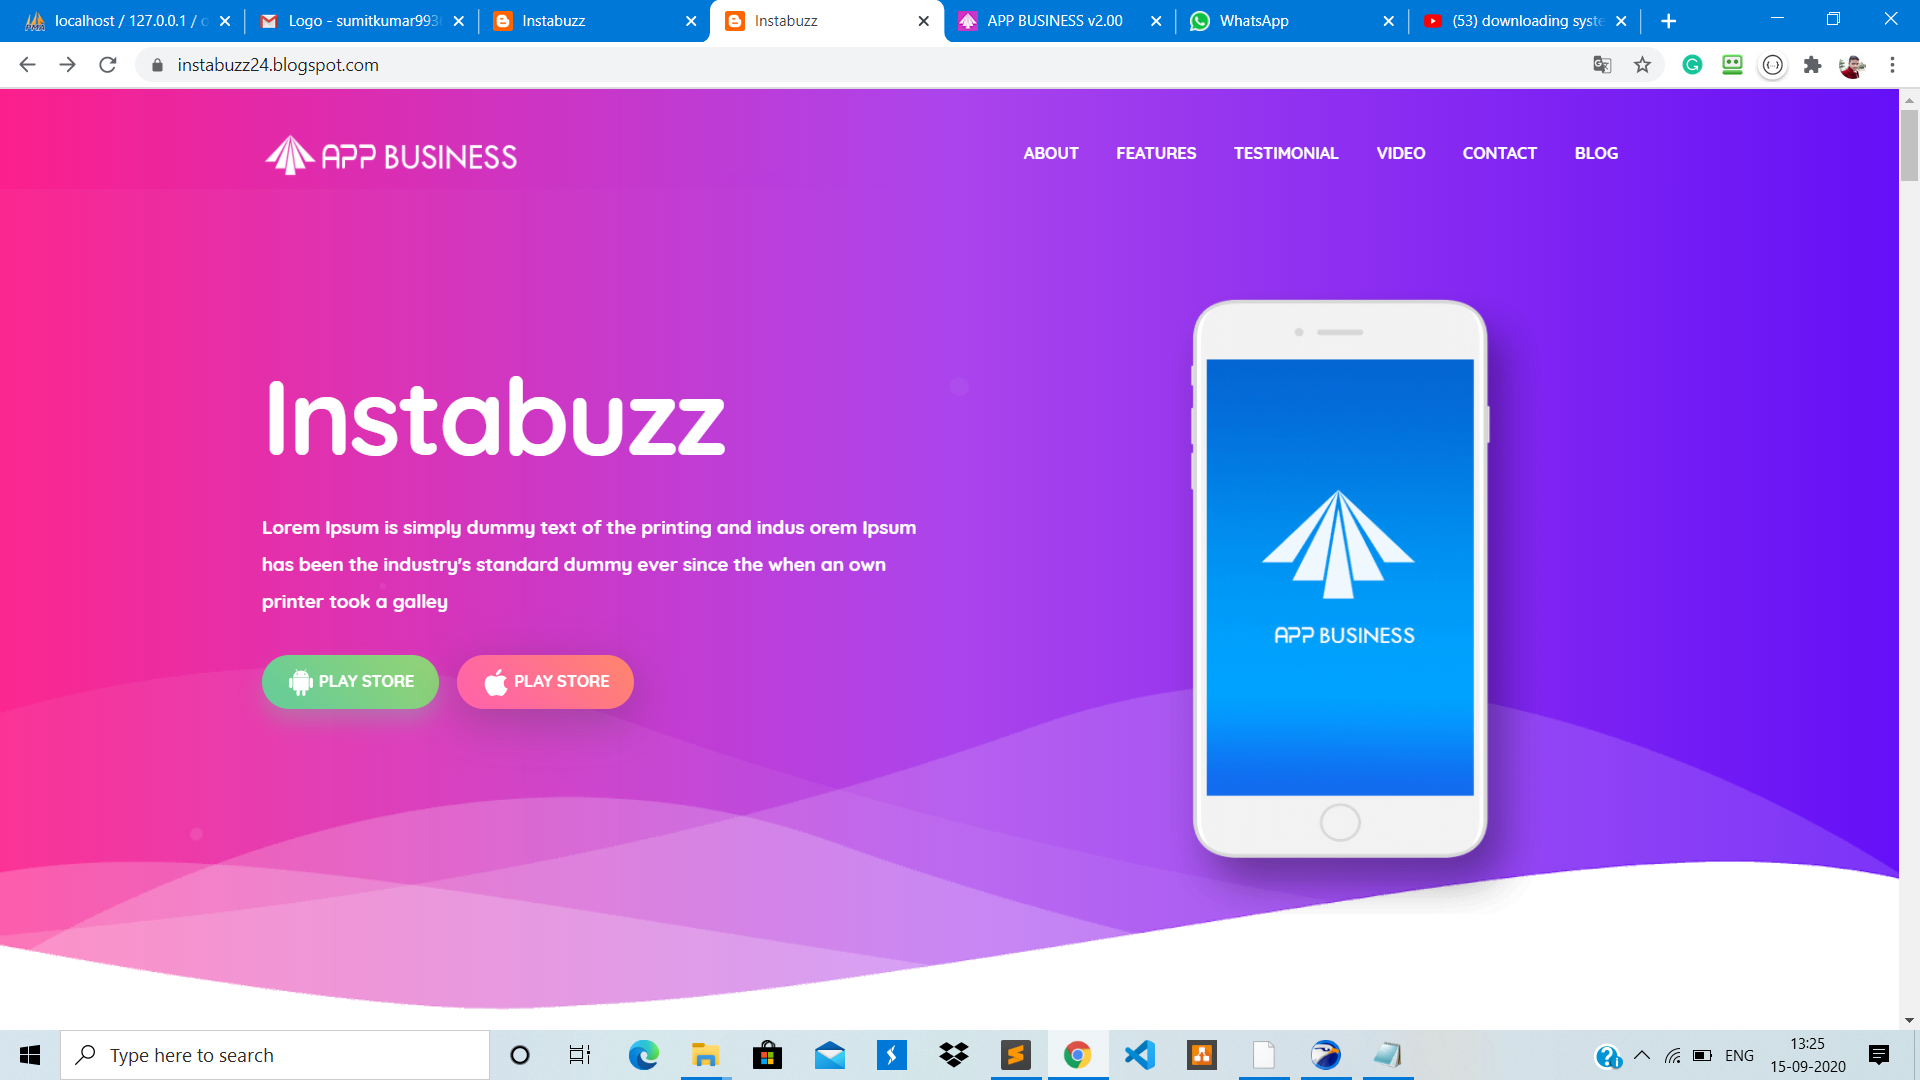 localhost / 127.0.0.1 / o
Logo - sumitkumar993
Instabuzz
Instabuzz
APP BUSINESS v2.00
WhatsApp
(53) downloading syste
instabuzz24.blogspot.com
APP BUSINESS
ABOUT
FEATURES
TESTIMONIAL
VIDEO
CONTACT
BLOG
Instabuzz
Lorem Ipsum is simply dummy text of the printing and indus orem Ipsum
has been the industry's standard dummy ever since the when an own
printer took a galley
PLAY STORE
PLAY STORE
APP BUSINESS
Type here to search
ENG
13:25
15-09-2020